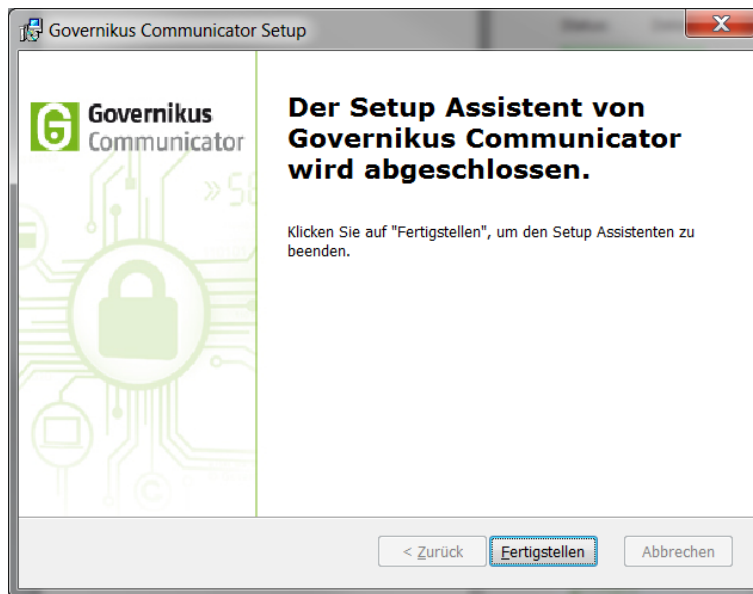 Governikus Communicator Setup
Governikus
Communicator
Der Setup Assistent von
Governikus Communicator
wird abgeschlossen.
Klicken Sie auf "Fertigstellen", um den Setup Assistenten zu
beenden.
< Zurück Fertigstellen Abbrechen